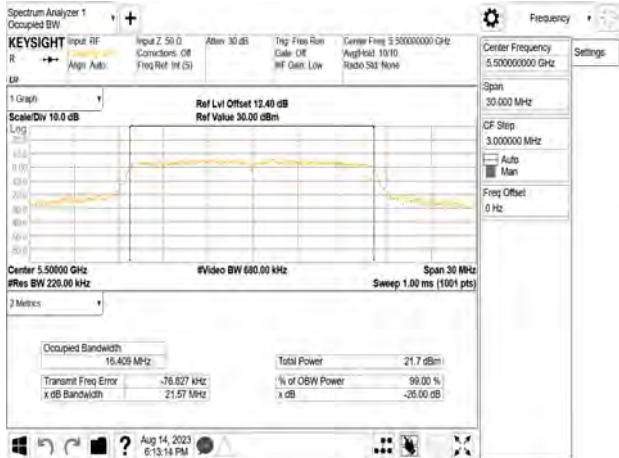 Spectrum Analyzer 1
Occupied BW
KEYSIGHT
R
Input: RF
Align: Auto
Input Z: 50 Ω
Corrections: Off
Freq Ref: Int (S)
Atten: 30 dB
Trig: Free Run
Gate: Off
#IF Gain: Low
Center Freq: 5.500000000 GHz
Avg|Hold: 10/10
Radio Std: None
1 Graph
Scale/Div 10.0 dB
Log
Ref Lvl Offset 12.40 dB
Ref Value 30.00 dBm
Center 5.50000 GHz
#Res BW 220.00 kHz
#Video BW 680.00 kHz
Span 30 MHz
Sweep 1.00 ms (1001 pts)
2 Metrics
Occupied Bandwidth
16.409 MHz
Total Power 21.7 dBm
Transmit Freq Error -76.627 kHz
% of OBW Power 99.00 %
x dB Bandwidth 21.57 MHz
x dB -26.00 dB
Aug 14, 2023
6:13:14 PM
Frequency
Settings
Center Frequency
5.500000000 GHz
Span
30.000 MHz
CF Step
3.000000 MHz
Auto
Man
Freq Offset
0 Hz